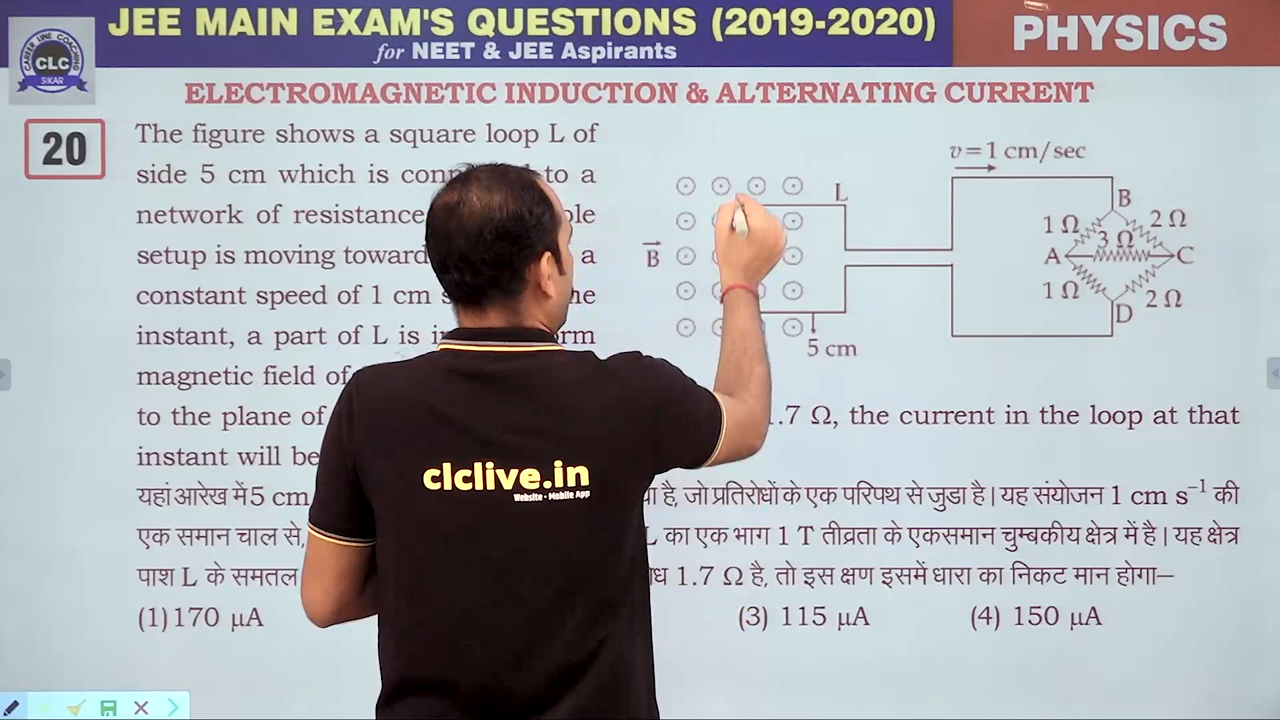 JEE MAIN EXAM'S QUESTIONS (2019-2020)
for NEET & JEE Aspirants
PHYSICS
CAREER LINE COACHING
CLC
SIKAR
ELECTROMAGNETIC INDUCTION & ALTERNATING CURRENT
20
The figure shows a square loop L of
side 5 cm which is to a
network of resistance
setup is moving a
constant speed of 1 cm
instant, a part of L is
magnetic field of
to the plane of 1.7 Ω, the current in the loop at that
instant will be
v=1 cm/sec
L
B
1 Ω 2 Ω
3 Ω
B
A C
1 Ω 2 Ω
D
5 cm
clclive.in
Website • Mobile App
यहां आरेख में 5 cm है, जो प्रतिरोधों के एक परिपथ से जुडा है। यह संयोजन 1 cm s⁻¹ की
एक समान चाल से, L का एक भाग 1 T तीव्रता के एकसमान चुम्बकीय क्षेत्र में है। यह क्षेत्र
पाश L के समतल 1.7 Ω है, तो इस क्षण इसमें धारा का निकट मान होगा–
(1) 170 μA (3) 115 μA (4) 150 μA